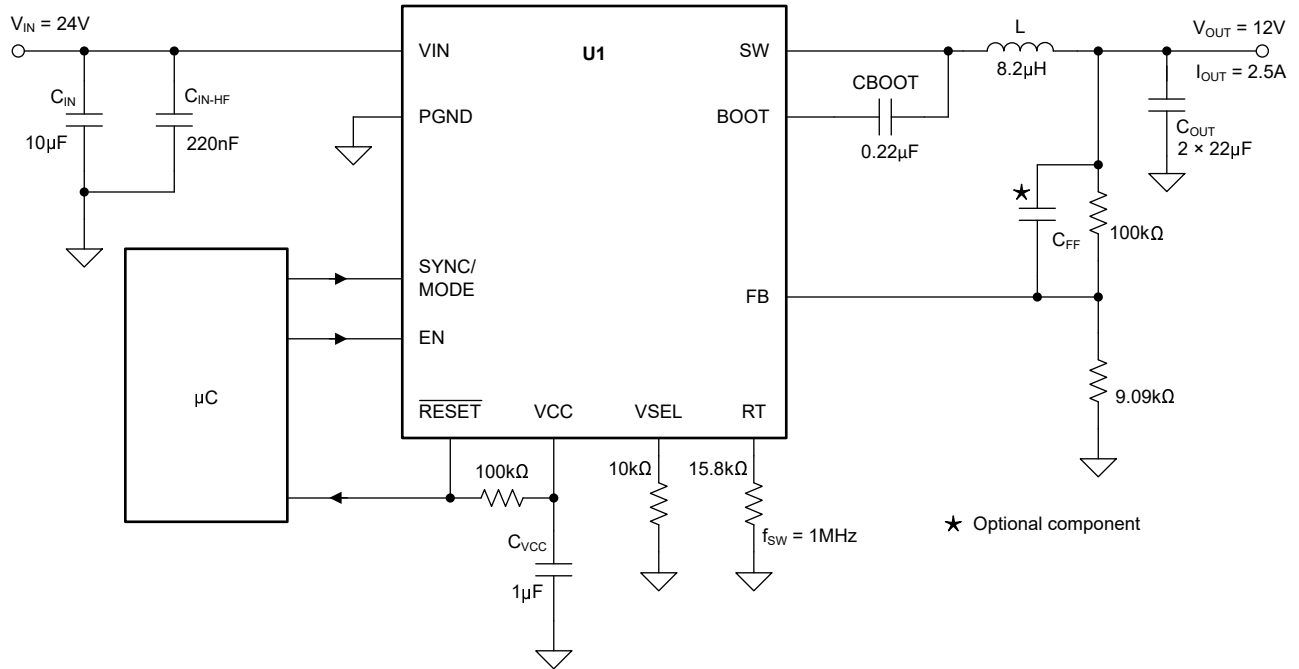 V_IN = 24V
C_IN
10µF
C_IN-HF
220nF
U1
VIN
PGND
SYNC/
MODE
EN
RESET
VCC
VSEL
RT
SW
BOOT
FB
CBOOT
0.22µF
L
8.2µH
V_OUT = 12V
I_OUT = 2.5A
C_OUT
2 × 22µF
C_FF
100kΩ
9.09kΩ
µC
100kΩ
C_VCC
1µF
10kΩ
15.8kΩ
f_SW = 1MHz
★ Optional component